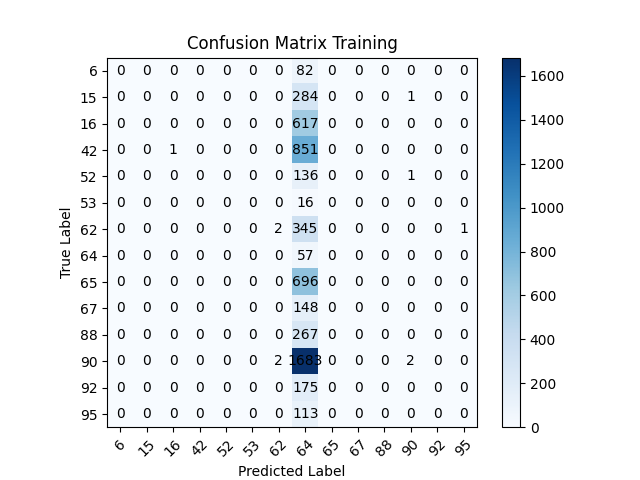 Confusion Matrix Training
6 0 0 0 0 0 0 0 82 0 0 0 0 0 0
15 0 0 0 0 0 0 0 284 0 0 0 1 0 0
16 0 0 0 0 0 0 0 617 0 0 0 0 0 0
42 0 0 1 0 0 0 0 851 0 0 0 0 0 0
52 0 0 0 0 0 0 0 136 0 0 0 1 0 0
53 0 0 0 0 0 0 0 16 0 0 0 0 0 0
62 0 0 0 0 0 0 2 345 0 0 0 0 0 1
64 0 0 0 0 0 0 0 57 0 0 0 0 0 0
65 0 0 0 0 0 0 0 696 0 0 0 0 0 0
67 0 0 0 0 0 0 0 148 0 0 0 0 0 0
88 0 0 0 0 0 0 0 267 0 0 0 0 0 0
90 0 0 0 0 0 0 2 1683 0 0 0 2 0 0
92 0 0 0 0 0 0 0 175 0 0 0 0 0 0
95 0 0 0 0 0 0 0 113 0 0 0 0 0 0
6 15 16 42 52 53 62 64 65 67 88 90 92 95
True Label
Predicted Label
1600
1400
1200
1000
800
600
400
200
0